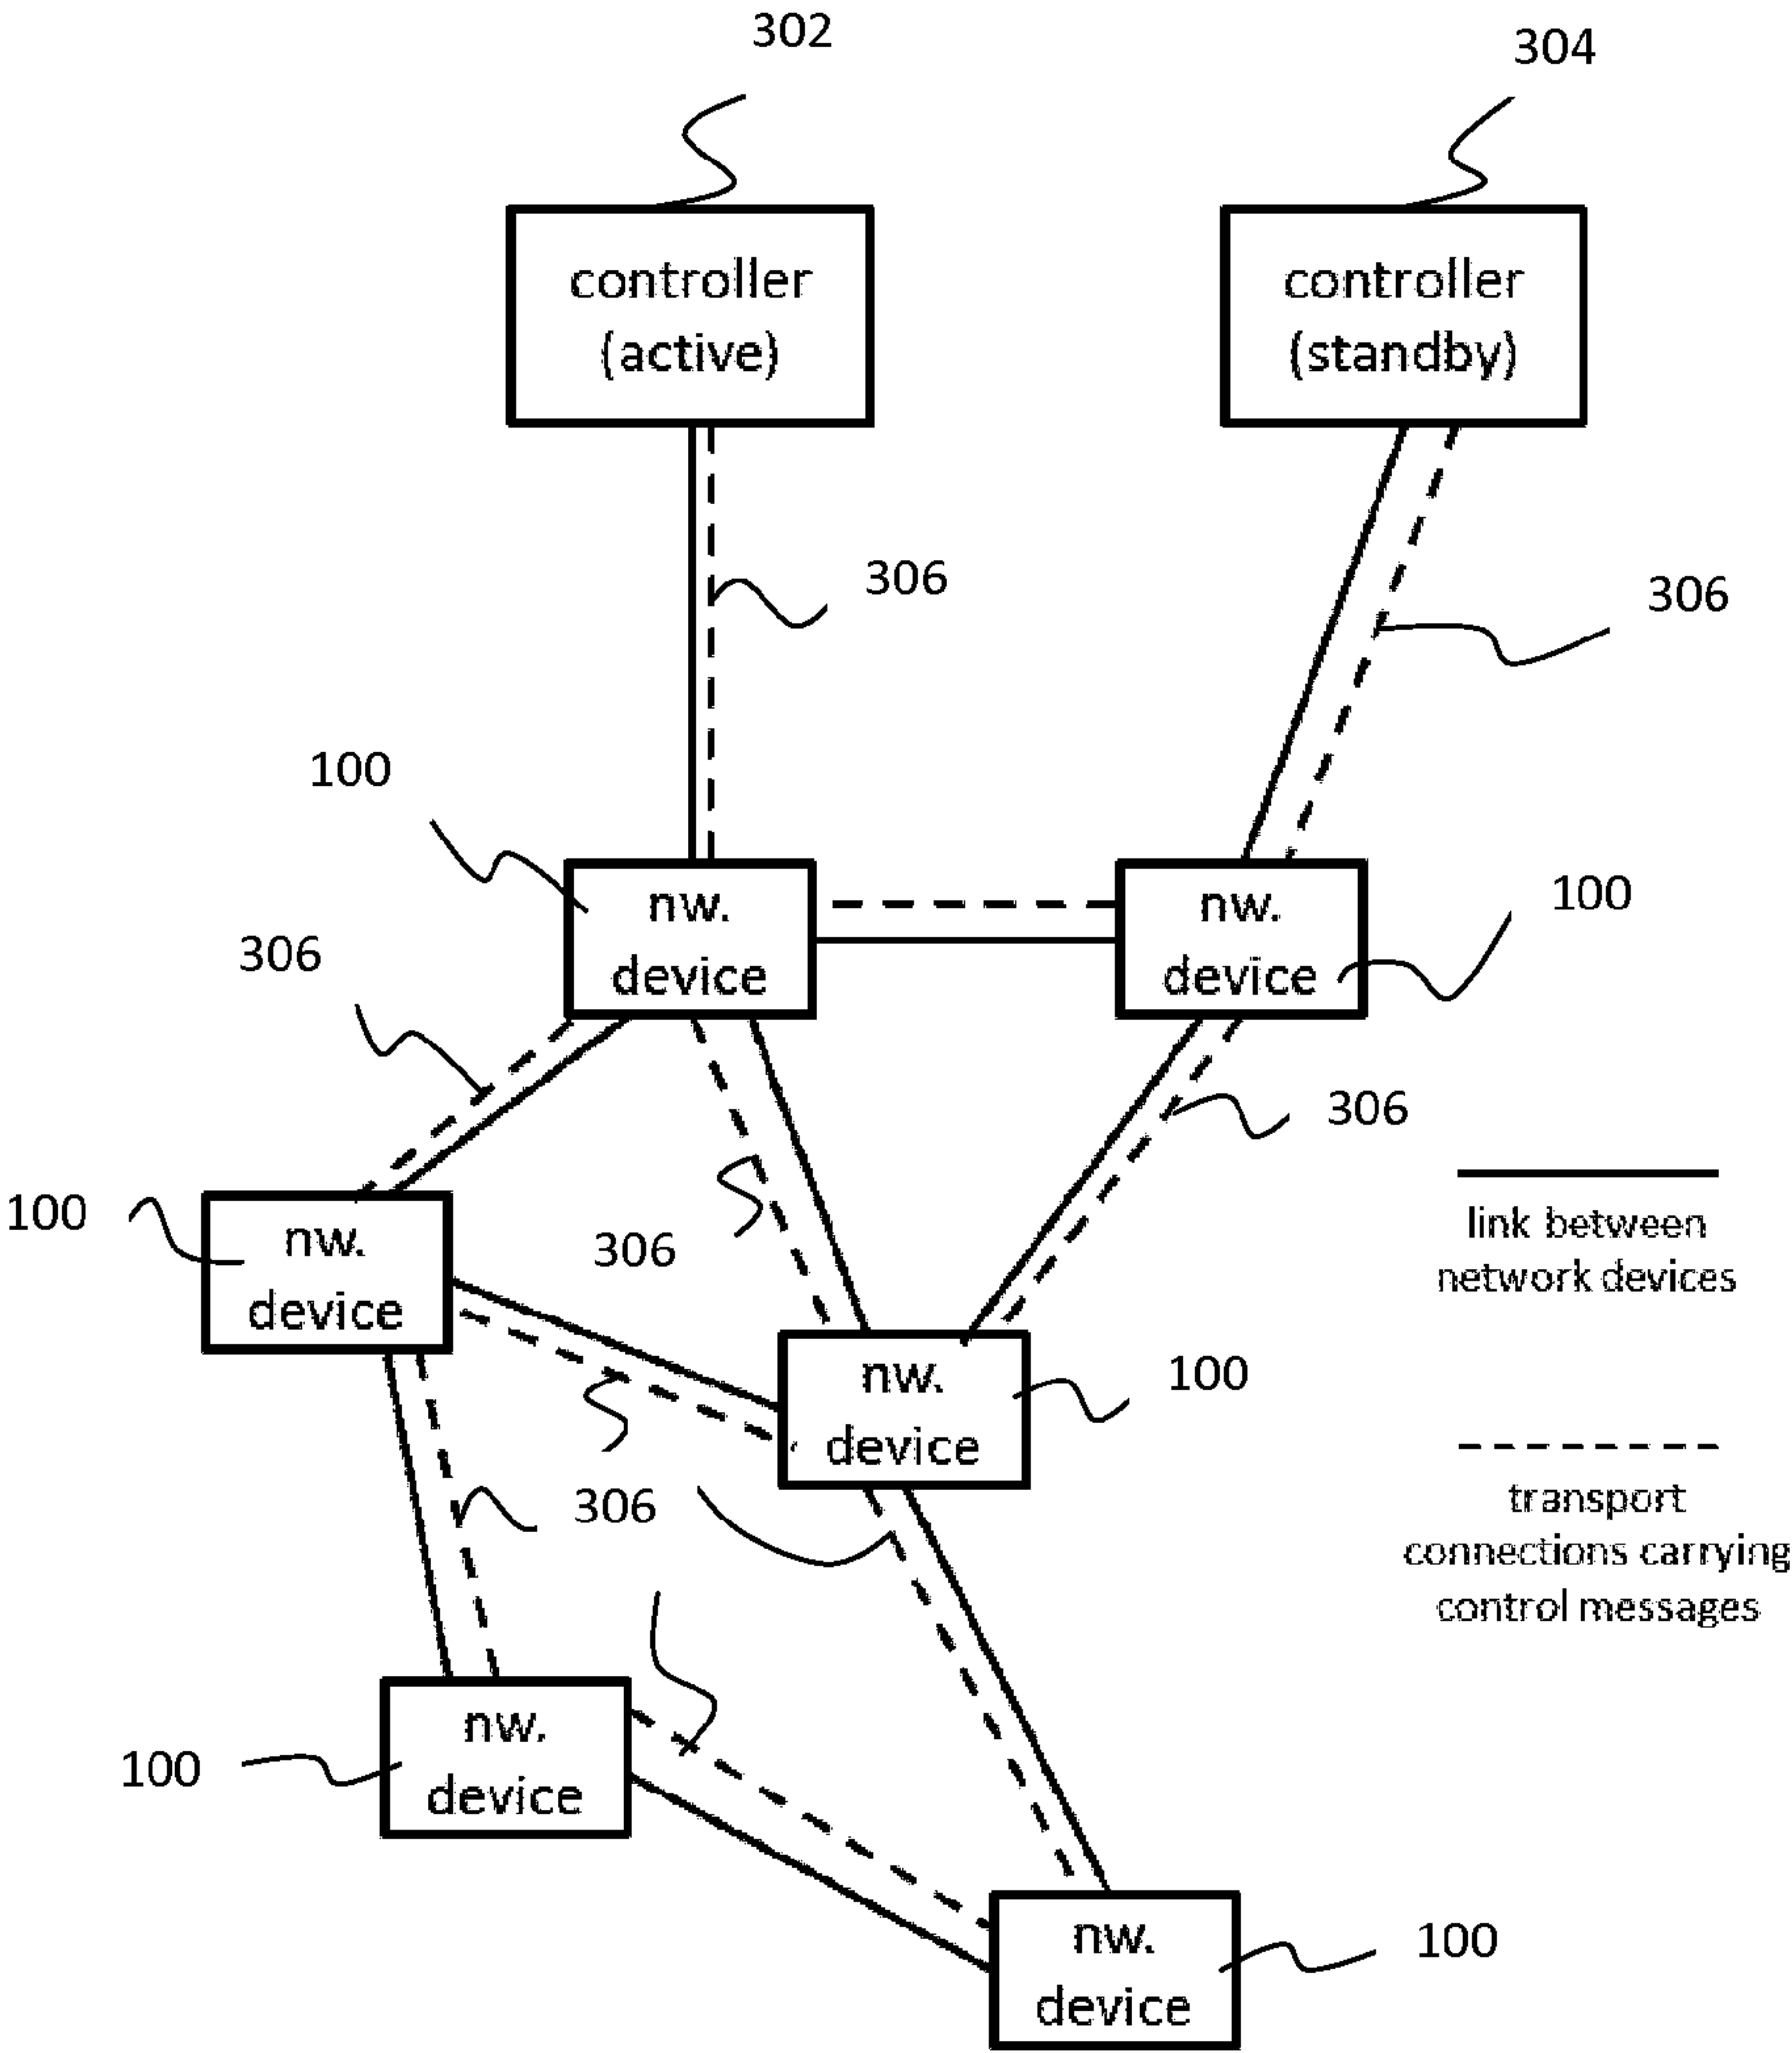 302
304
controller
(active)
controller
(standby)
306
306
100
nw.
device
nw.
device
100
306
306
100
nw.
device
306
link between
network devices
nw.
device
100
306
transport
connections carrying
control messages
nw.
device
100
nw.
device
100